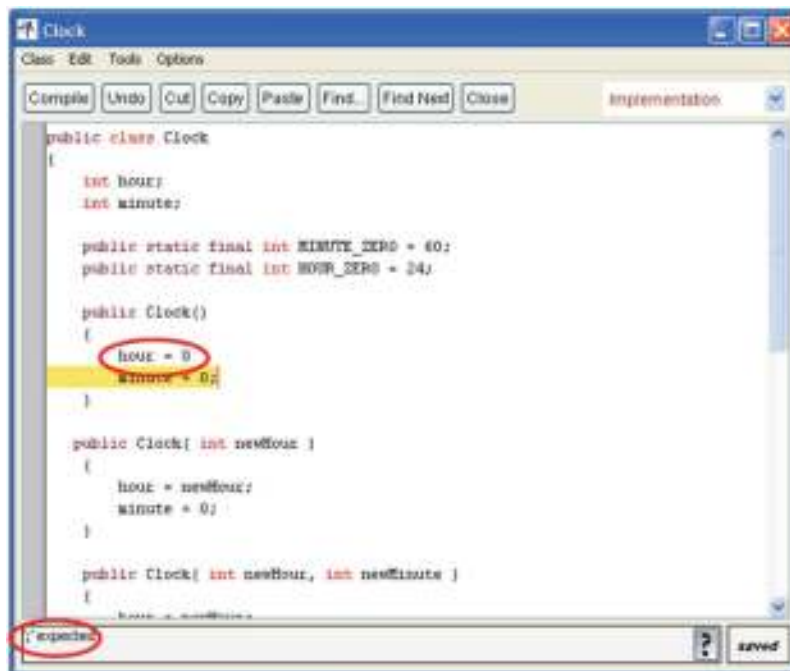 Clock
Class Edit Tools Options
Compile Undo Cut Copy Paste Find... Find Next Close Implementation
public class Clock
{
int hour;
int minute;
public static final int MINUTE_ZERO = 60;
public static final int HOUR_ZERO = 24;
public Clock()
{
hour = 0
minute = 0;
}
public Clock( int newHour )
{
hour = newHour;
minute = 0;
}
public Clock( int newHour, int newMinute )
{
hour = newHour;
';' expected
?
saved